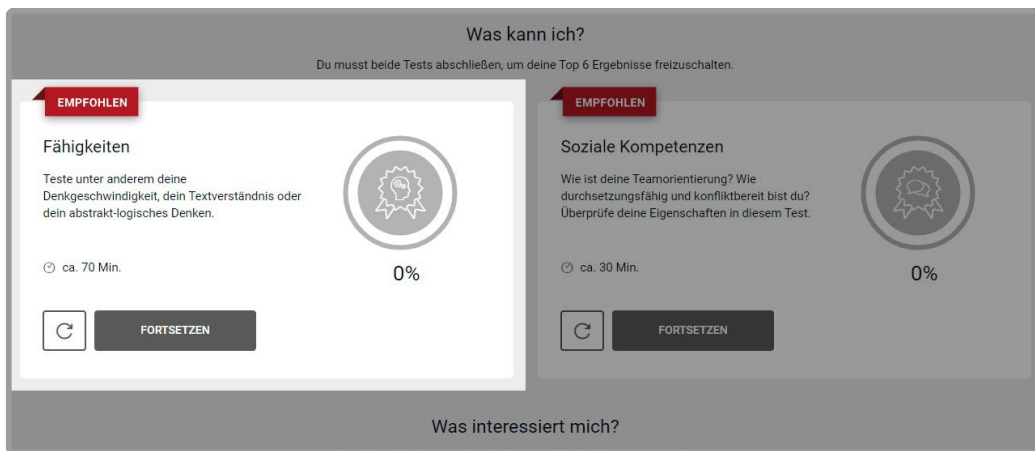 Was kann ich?
Du musst beide Tests abschließen, um deine Top 6 Ergebnisse freizuschalten.
EMPFOHLEN
Fähigkeiten
Teste unter anderem deine
Denkgeschwindigkeit, dein Textverständnis oder
dein abstrakt-logisches Denken.
ca. 70 Min.
0%
FORTSETZEN
EMPFOHLEN
Soziale Kompetenzen
Wie ist deine Teamorientierung? Wie
durchsetzungsfähig und konfliktbereit bist du?
Überprüfe deine Eigenschaften in diesem Test.
ca. 30 Min.
0%
FORTSETZEN
Was interessiert mich?